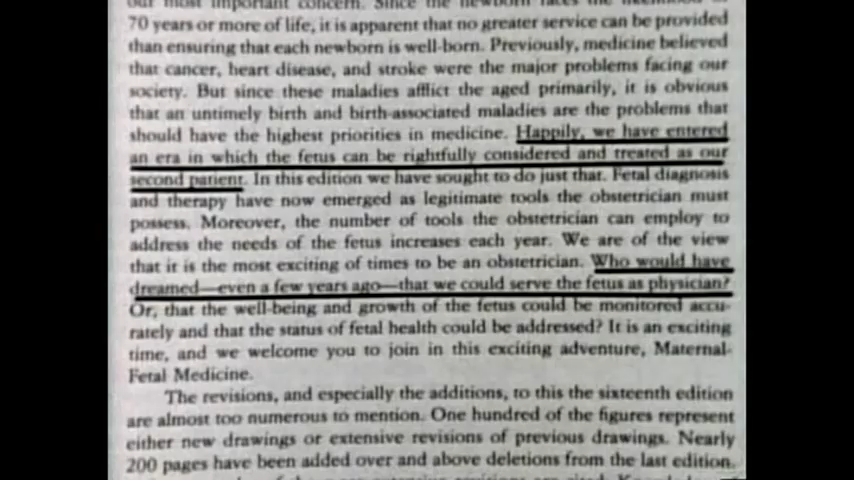 our most important concern. Since the newborn faces the likelihood
70 years or more of life, it is apparent that no greater service can be provided
than ensuring that each newborn is well-born. Previously, medicine believed
that cancer, heart disease, and stroke were the major problems facing our
society. But since these maladies afflict the aged primarily, it is obvious
that an untimely birth and birth-associated maladies are the problems that
should have the highest priorities in medicine. Happily, we have entered
an era in which the fetus can be rightfully considered and treated as our
second patient. In this edition we have sought to do just that. Fetal diagnosis
and therapy have now emerged as legitimate tools the obstetrician must
possess. Moreover, the number of tools the obstetrician can employ to
address the needs of the fetus increases each year. We are of the view
that it is the most exciting of times to be an obstetrician. Who would have
dreamed—even a few years ago—that we could serve the fetus as physician?
Or, that the well-being and growth of the fetus could be monitored accu-
rately and that the status of fetal health could be addressed? It is an exciting
time, and we welcome you to join in this exciting adventure, Maternal-
Fetal Medicine.
The revisions, and especially the additions, to this the sixteenth edition
are almost too numerous to mention. One hundred of the figures represent
either new drawings or extensive revisions of previous drawings. Nearly
200 pages have been added over and above deletions from the last edition.